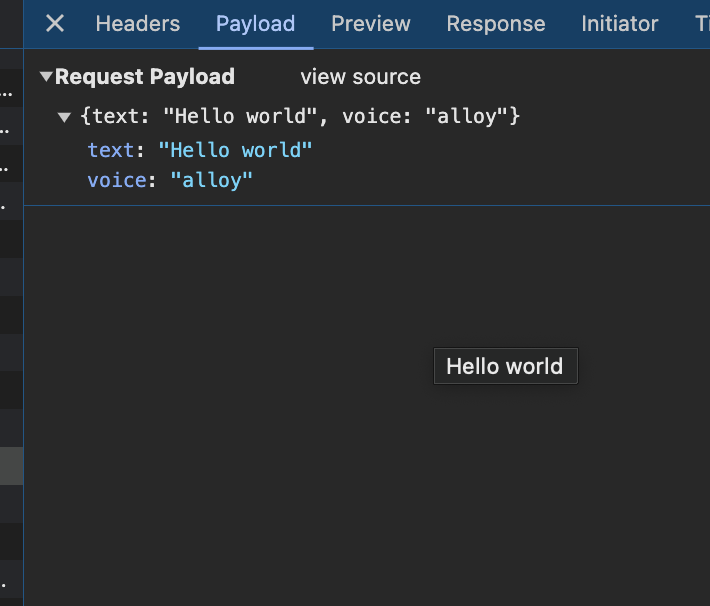 Headers Payload Preview Response Initiator
Request Payload view source
{text: "Hello world", voice: "alloy"}
text: "Hello world"
voice: "alloy"
Hello world